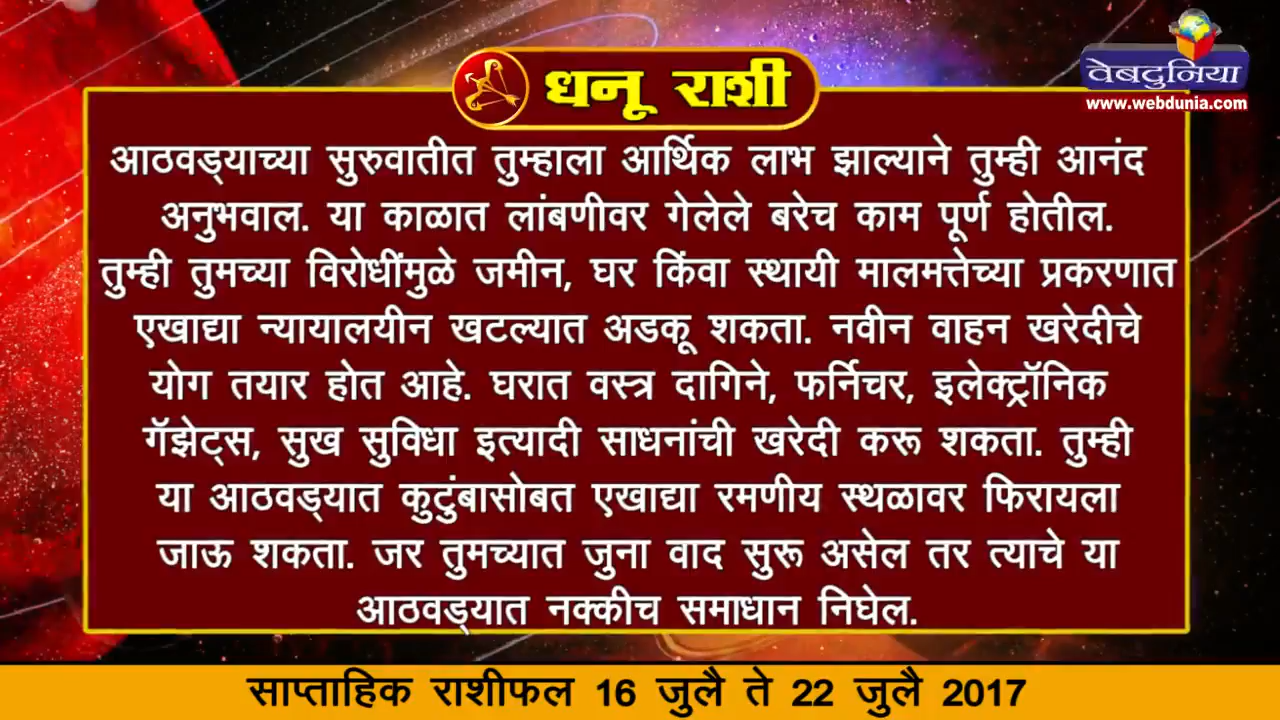 वेबदुनिया
www.webdunia.com
धनू राशी
आठवड्याच्या सुरुवातीत तुम्हाला आर्थिक लाभ झाल्याने तुम्ही आनंद
अनुभवाल. या काळात लांबणीवर गेलेले बरेच काम पूर्ण होतील.
तुम्ही तुमच्या विरोधींमुळे जमीन, घर किंवा स्थायी मालमत्तेच्या प्रकरणात
एखाद्या न्यायालयीन खटल्यात अडकू शकता. नवीन वाहन खरेदीचे
योग तयार होत आहे. घरात वस्त्र दागिने, फर्निचर, इलेक्ट्रॉनिक
गॅझेट्स, सुख सुविधा इत्यादी साधनांची खरेदी करू शकता. तुम्ही
या आठवड्यात कुटुंबासोबत एखाद्या रमणीय स्थळावर फिरायला
जाऊ शकता. जर तुमच्यात जुना वाद सुरू असेल तर त्याचे या
आठवड्यात नक्कीच समाधान निघेल.
साप्ताहिक राशीफल 16 जुलै ते 22 जुलै 2017